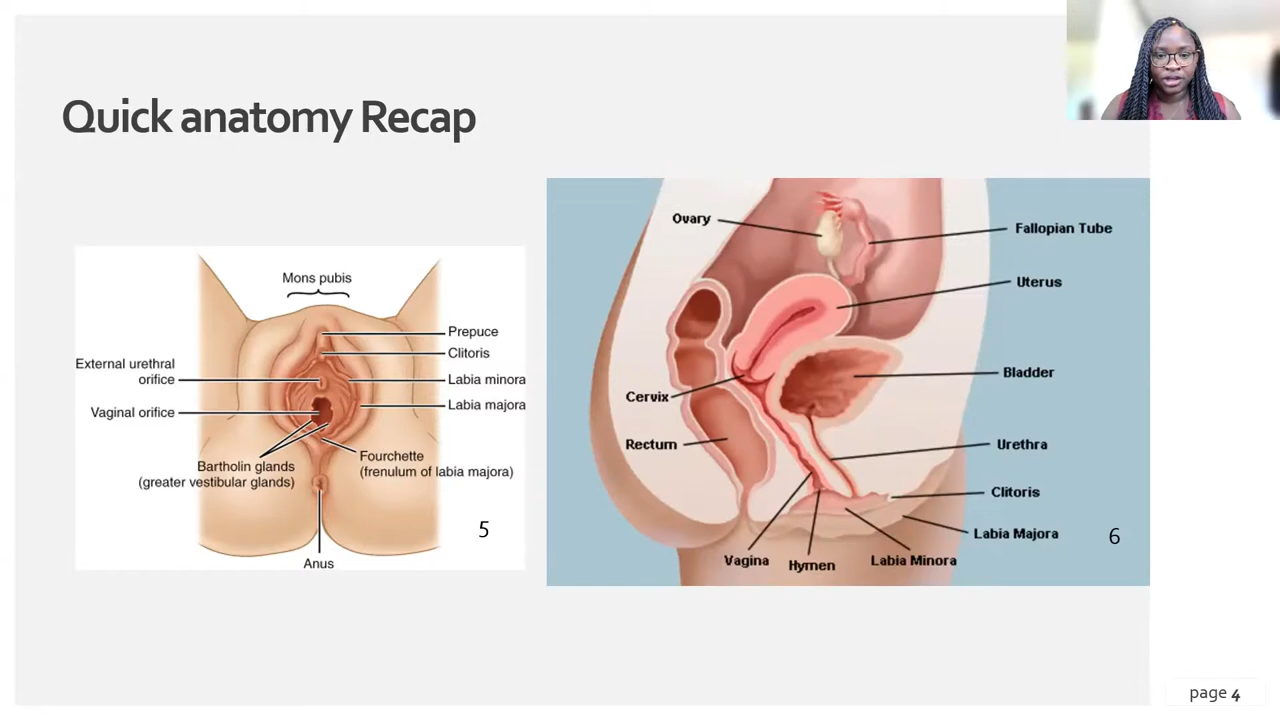 Quick anatomy Recap
Mons pubis
Prepuce
Clitoris
External urethral
orifice
Labia minora
Labia majora
Vaginal orifice
Bartholin glands
(greater vestibular glands)
Fourchette
(frenulum of labia majora)
Anus
5
Ovary
Fallopian Tube
Uterus
Bladder
Cervix
Rectum
Urethra
Clitoris
Labia Majora
Vagina
Hymen
Labia Minora
6
page 4